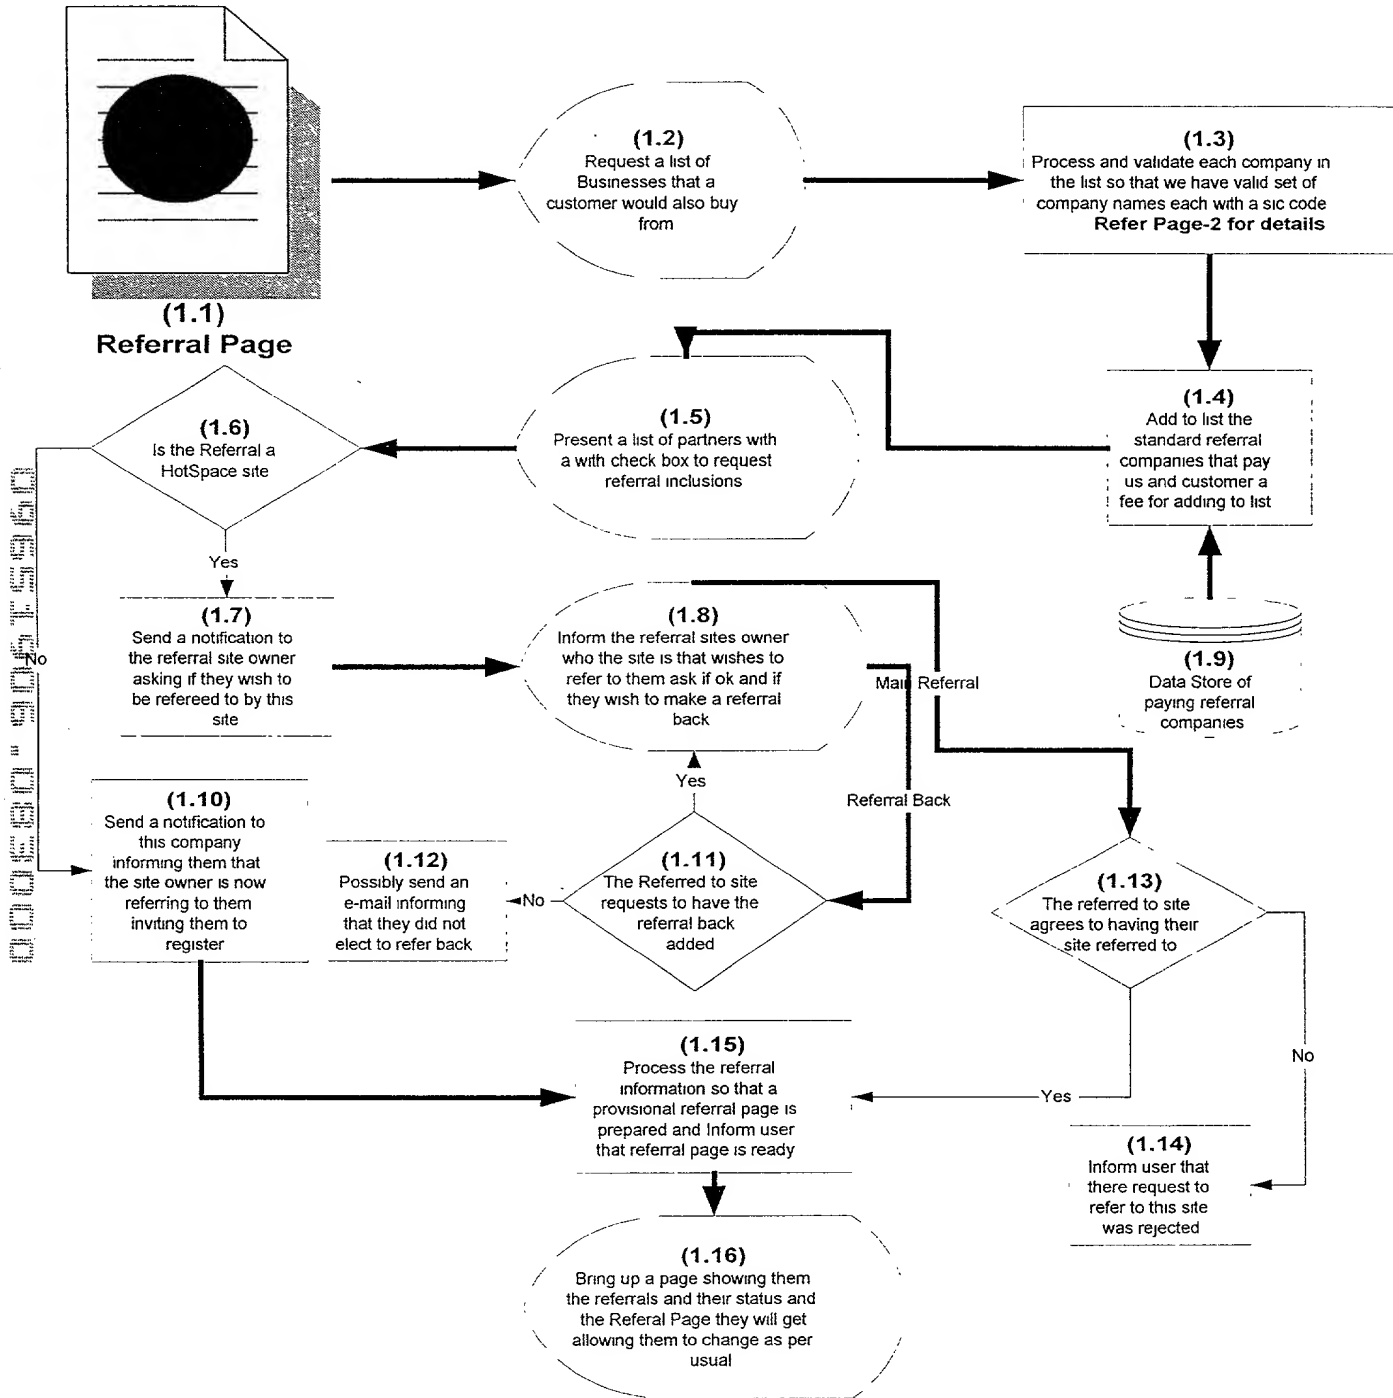 (1.1)
Referral Page
(1.2)
Request a list of
Businesses that a
customer would also buy
from
(1.3)
Process and validate each company in
the list so that we have valid set of
company names each with a sic code
Refer Page-2 for details
(1.4)
Add to list the
standard referral
companies that pay
us and customer a
fee for adding to list
(1.5)
Present a list of partners with
a with check box to request
referral inclusions
(1.6)
Is the Referral a
HotSpace site
Yes
No
(1.7)
Send a notification to
the referral site owner
asking if they wish to
be refereed to by this
site
(1.8)
Inform the referral sites owner
who the site is that wishes to
refer to them ask if ok and if
they wish to make a referral
back
Main Referral
Referral Back
(1.9)
Data Store of
paying referral
companies
(1.10)
Send a notification to
this company
informing them that
the site owner is now
referring to them
inviting them to
register
(1.12)
Possibly send an
e-mail informing
that they did not
elect to refer back
No
Yes
(1.11)
The Referred to site
requests to have the
referral back
added
(1.13)
The referred to site
agrees to having their
site referred to
No
Yes
(1.15)
Process the referral
information so that a
provisional referral page is
prepared and Inform user
that referral page is ready
(1.14)
Inform user that
there request to
refer to this site
was rejected
(1.16)
Bring up a page showing them
the referrals and their status and
the Referal Page they will get
allowing them to change as per
usual